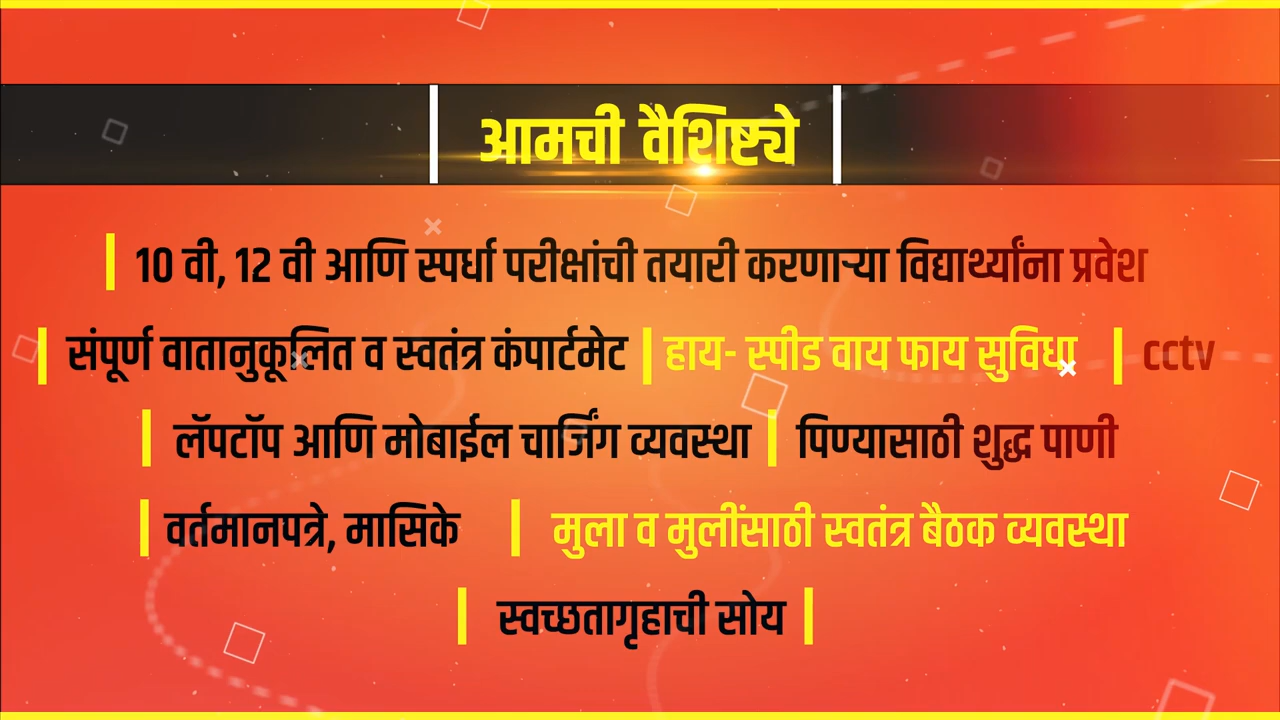 आमची वैशिष्ट्ये
10 वी, 12 वी आणि स्पर्धा परीक्षांची तयारी करणाऱ्या विद्यार्थ्यांना प्रवेश
संपूर्ण वातानुकूलित व स्वतंत्र कंपार्टमेट | हाय- स्पीड वाय फाय सुविधा | cctv
लॅपटॉप आणि मोबाईल चार्जिंग व्यवस्था | पिण्यासाठी शुद्ध पाणी
वर्तमानपत्रे, मासिके | मुला व मुलींसाठी स्वतंत्र बैठक व्यवस्था
स्वच्छतागृहाची सोय